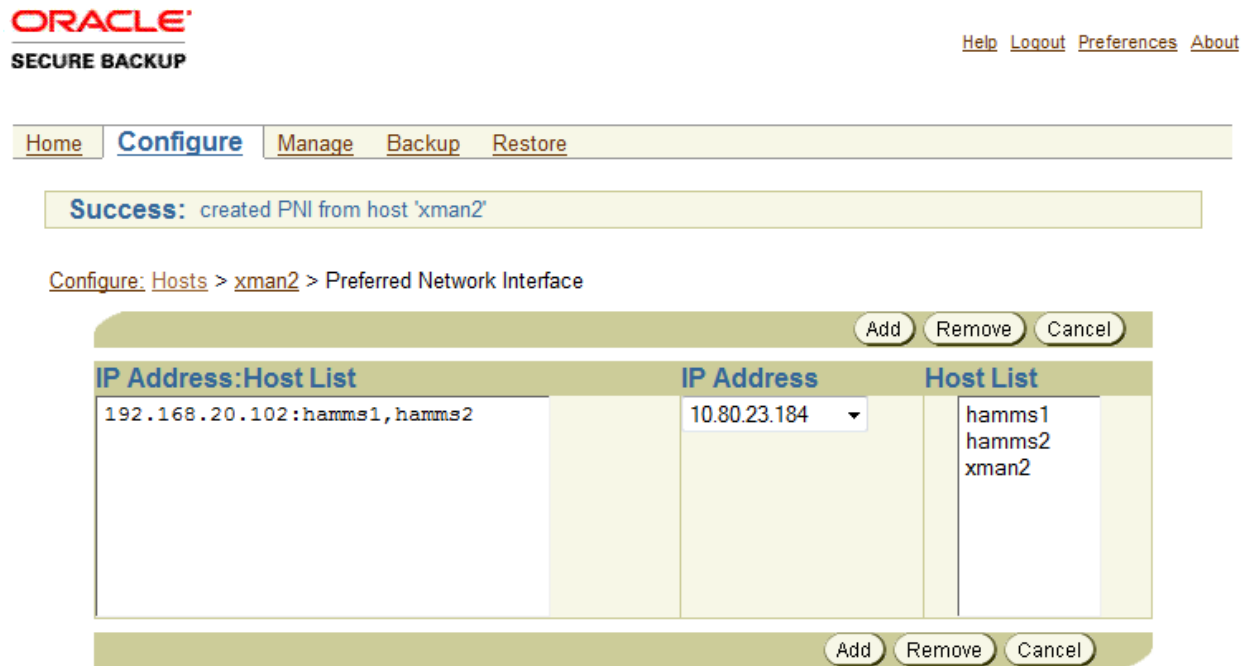 ORACLE
SECURE BACKUP
Help Logout Preferences About
Home Configure Manage Backup Restore
Success: created PNI from host 'xman2'
Configure: Hosts > xman2 > Preferred Network Interface
Add Remove Cancel
IP Address:Host List IP Address Host List
192.168.20.102:hamms1,hamms2 10.80.23.184 hamms1
hamms2
xman2
Add Remove Cancel